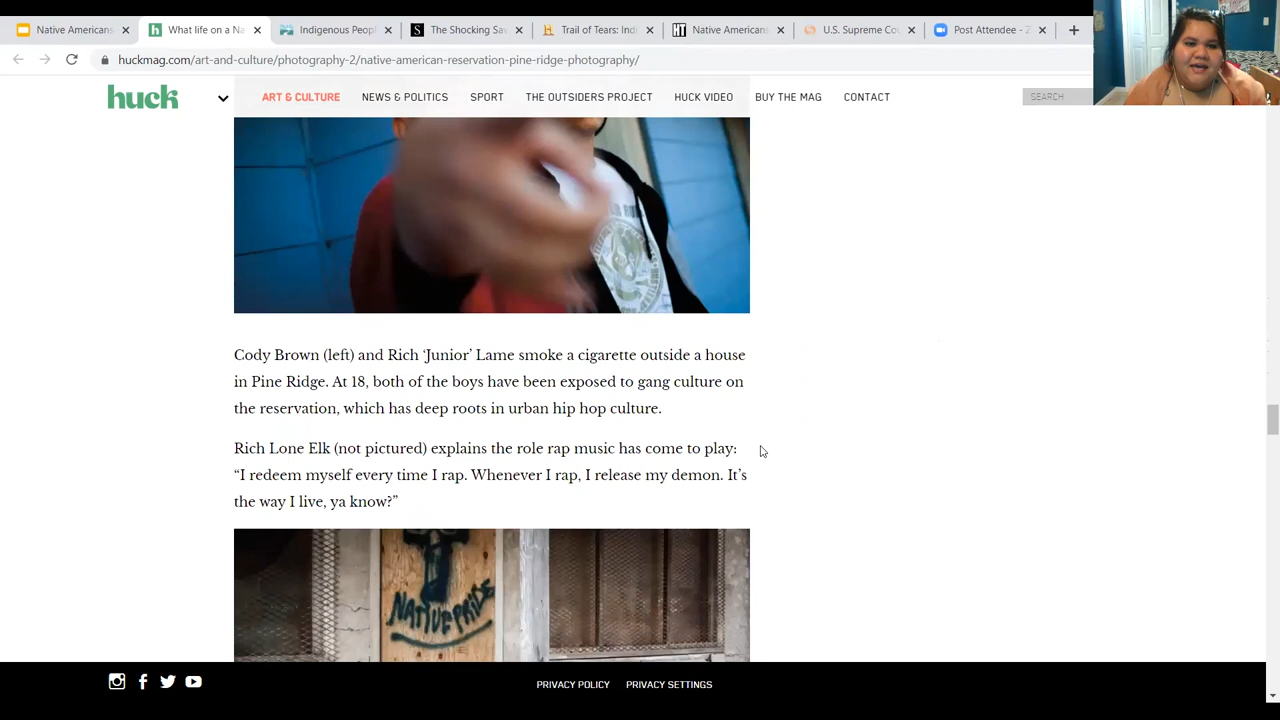 Native Americans
What life on a Na
Indigenous Peopl
The Shocking Sa
Trail of Tears: Ind
Native Americans
U.S. Supreme Co
Post Attendee - Z
huckmag.com/art-and-culture/photography-2/native-american-reservation-pine-ridge-photography/
huck
ART & CULTURE
NEWS & POLITICS
SPORT
THE OUTSIDERS PROJECT
HUCK VIDEO
BUY THE MAG
CONTACT
SEARCH
Cody Brown (left) and Rich ‘Junior’ Lame smoke a cigarette outside a house
in Pine Ridge. At 18, both of the boys have been exposed to gang culture on
the reservation, which has deep roots in urban hip hop culture.
Rich Lone Elk (not pictured) explains the role rap music has come to play:
“I redeem myself every time I rap. Whenever I rap, I release my demon. It’s
the way I live, ya know?”
NATIVE PRIDE
PRIVACY POLICY
PRIVACY SETTINGS